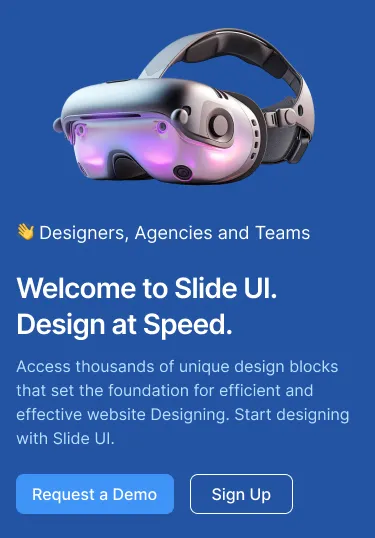 👋 Designers, Agencies and Teams
Welcome to Slide UI.
Design at Speed.
Access thousands of unique design blocks
that set the foundation for efficient and
effective website Designing. Start designing
with Slide UI.
Request a Demo
Sign Up